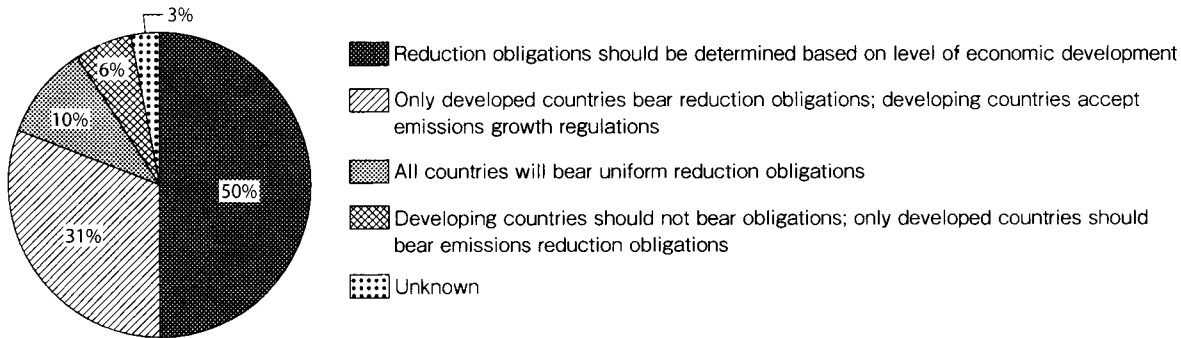 3%
6%
10%
50%
31%
Reduction obligations should be determined based on level of economic development
Only developed countries bear reduction obligations; developing countries accept
emissions growth regulations
All countries will bear uniform reduction obligations
Developing countries should not bear obligations; only developed countries should
bear emissions reduction obligations
Unknown